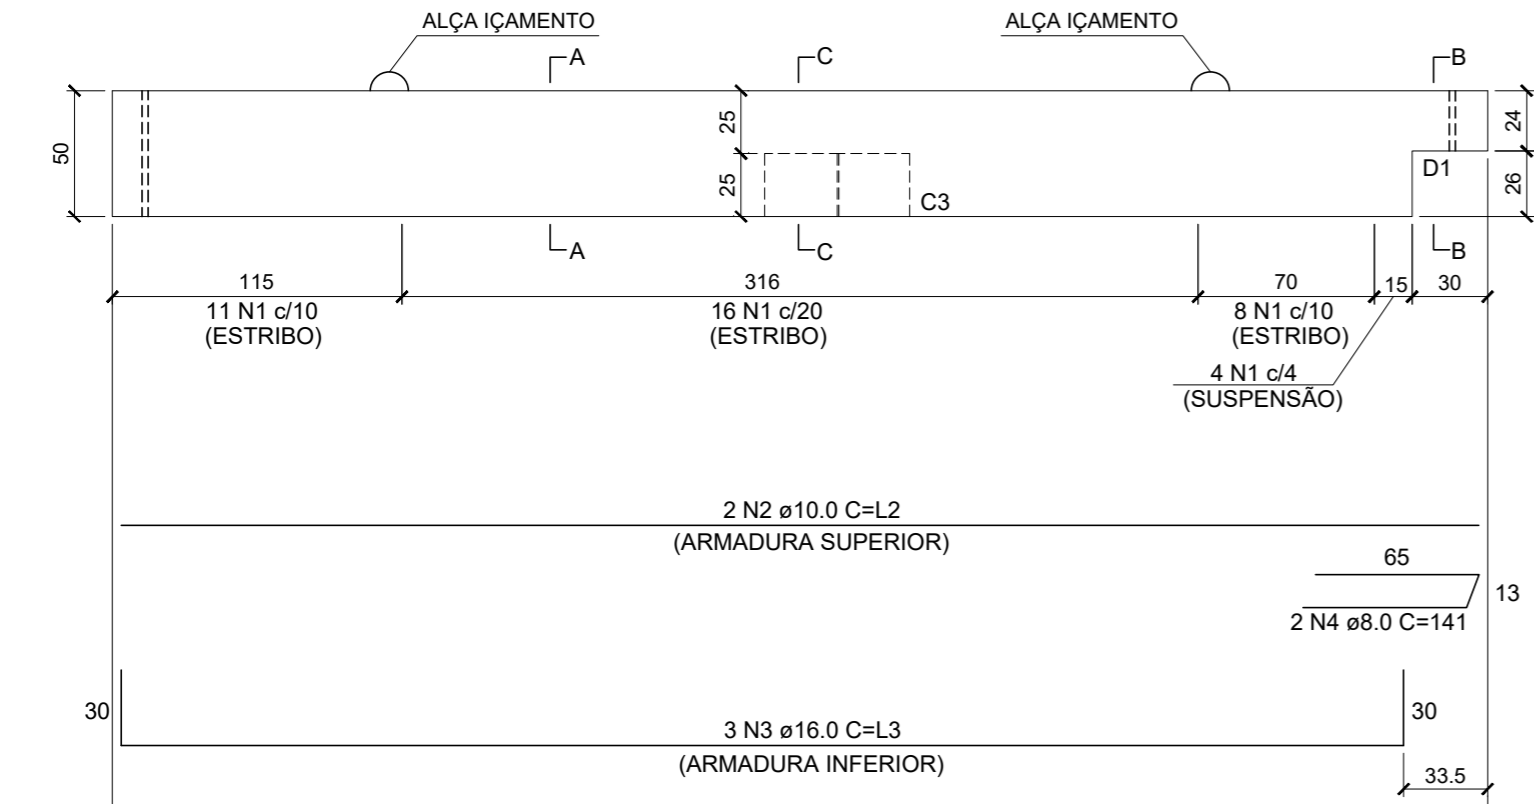 ALÇA IÇAMENTO
ALÇA IÇAMENTO
A
C
B
50
25
25
24
26
D1
C3
A
C
B
115
316
70
15
30
11 N1 c/10
(ESTRIBO)
16 N1 c/20
(ESTRIBO)
8 N1 c/10
(ESTRIBO)
4 N1 c/4
(SUSPENSÃO)
2 N2 ø10.0 C=L2
(ARMADURA SUPERIOR)
65
13
2 N4 ø8.0 C=141
30
3 N3 ø16.0 C=L3
(ARMADURA INFERIOR)
30
33.5